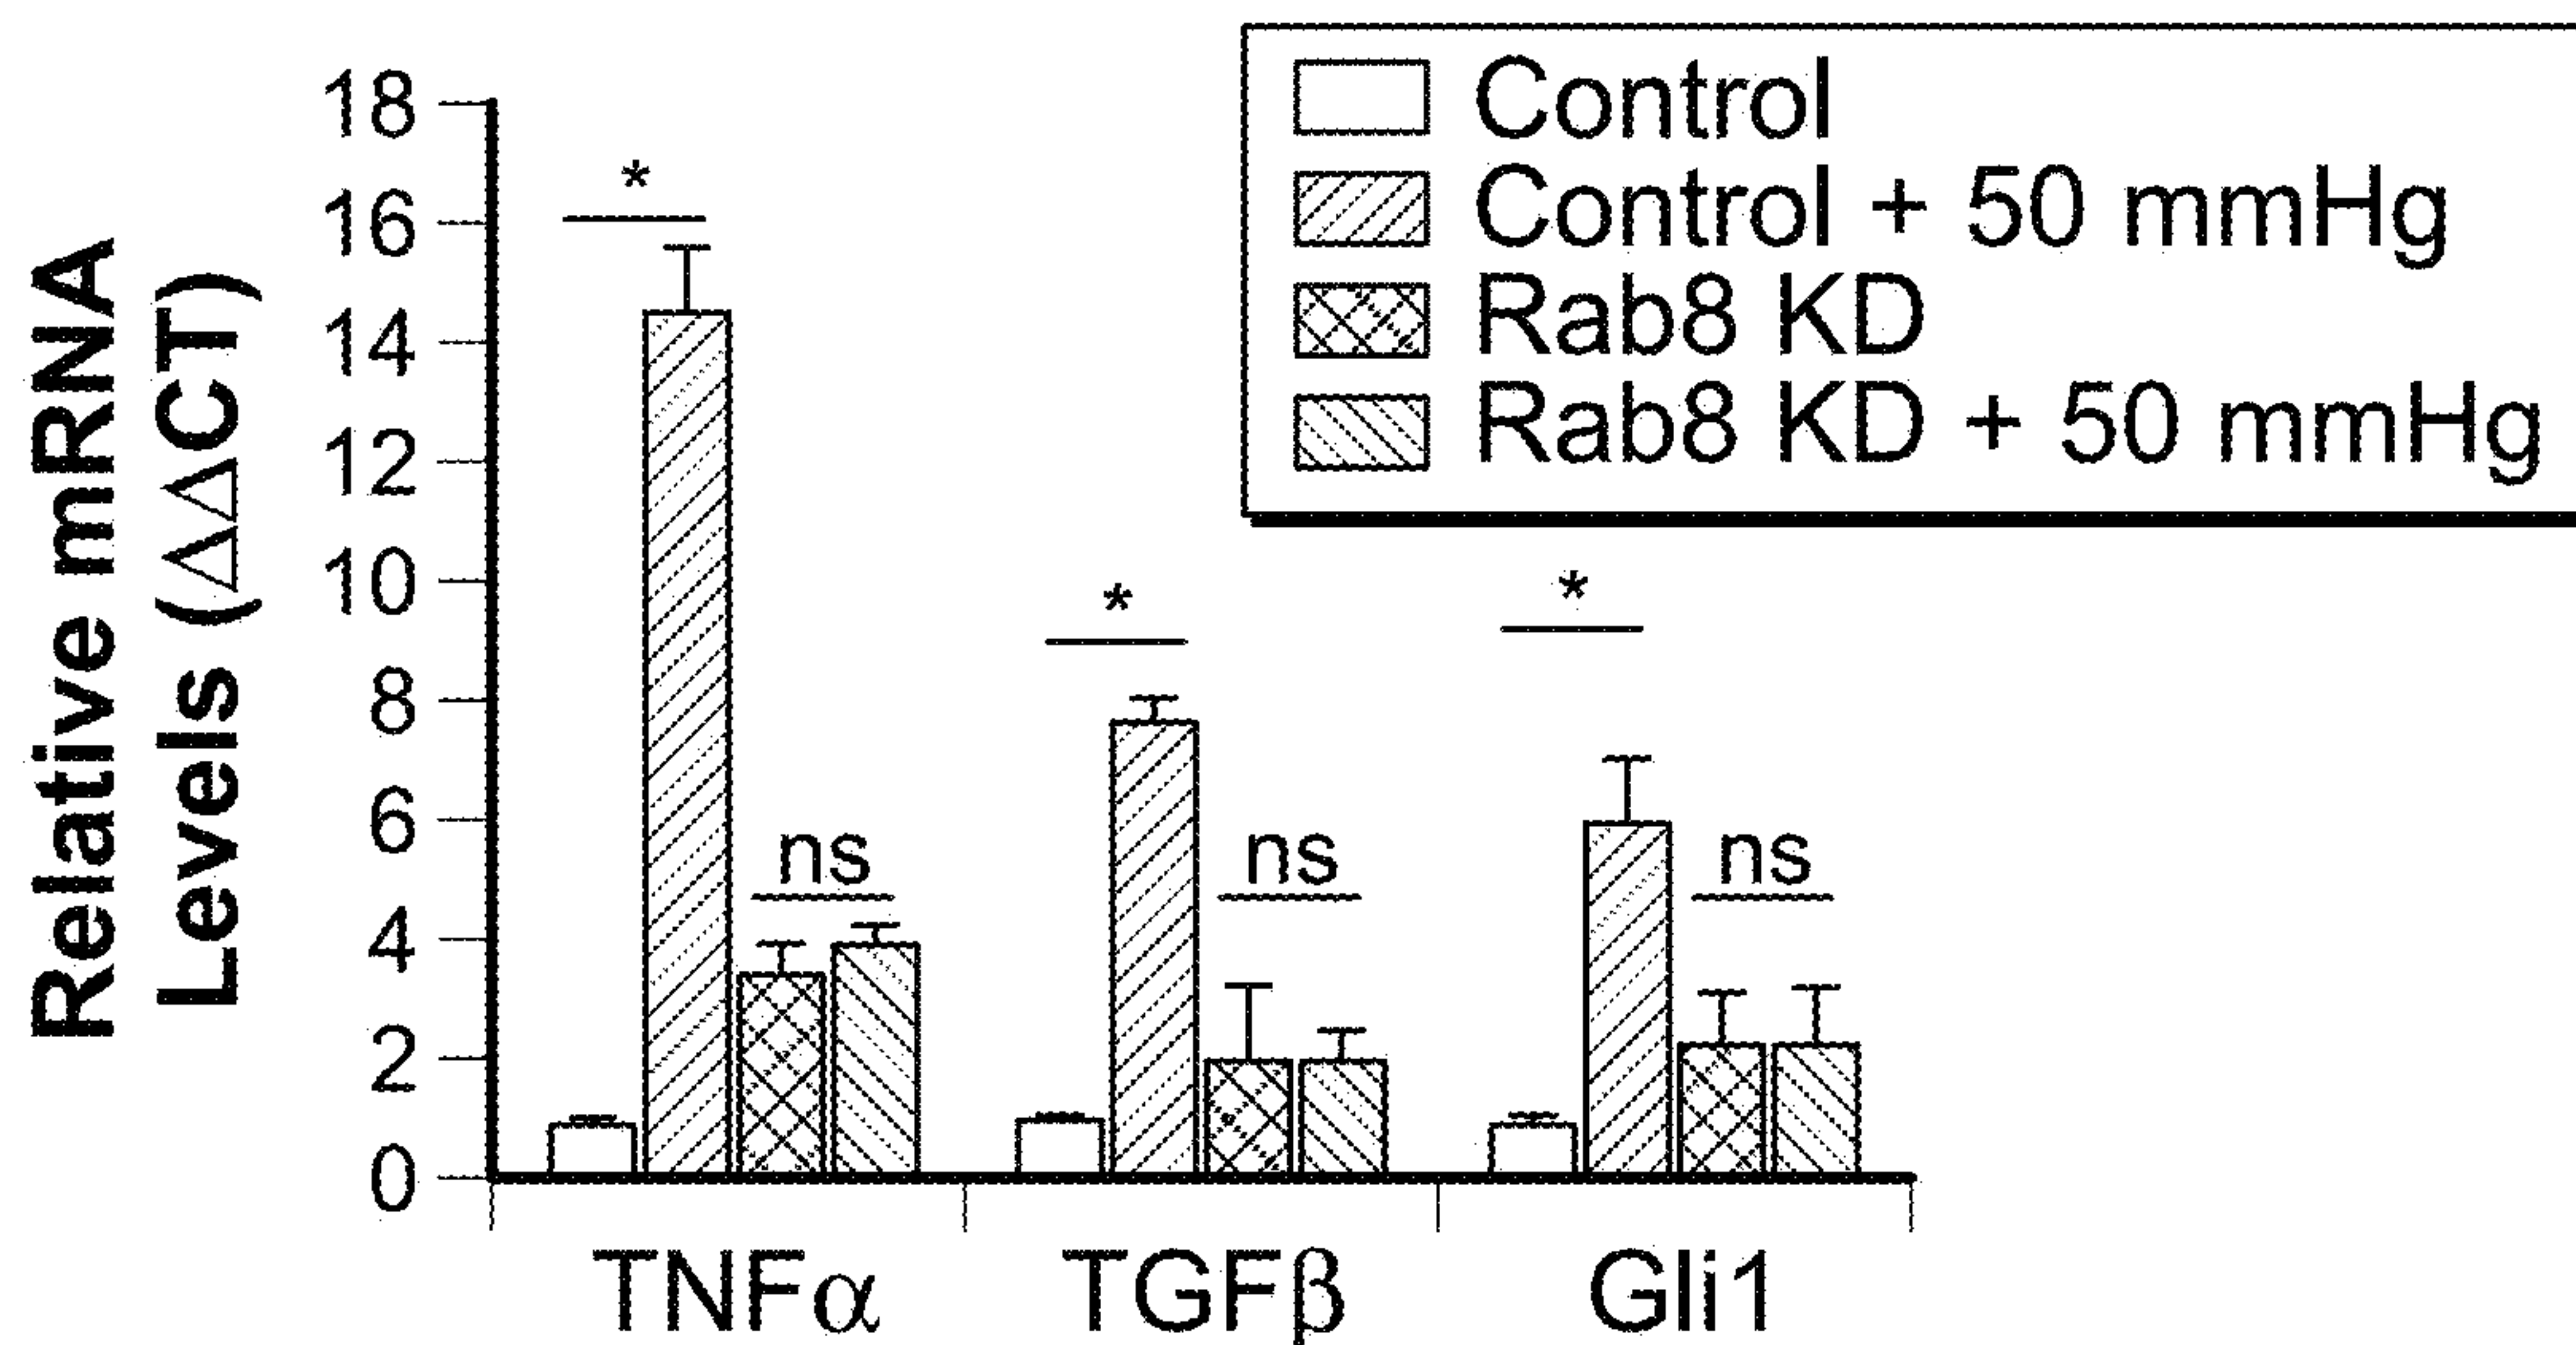 Relative mRNA
Levels (△△CT)
18
16
14
12
10
8
6
4
2
0
*
ns
*
ns
*
ns
TNFα
TGFβ
Gli1
Control
Control + 50 mmHg
Rab8 KD
Rab8 KD + 50 mmHg